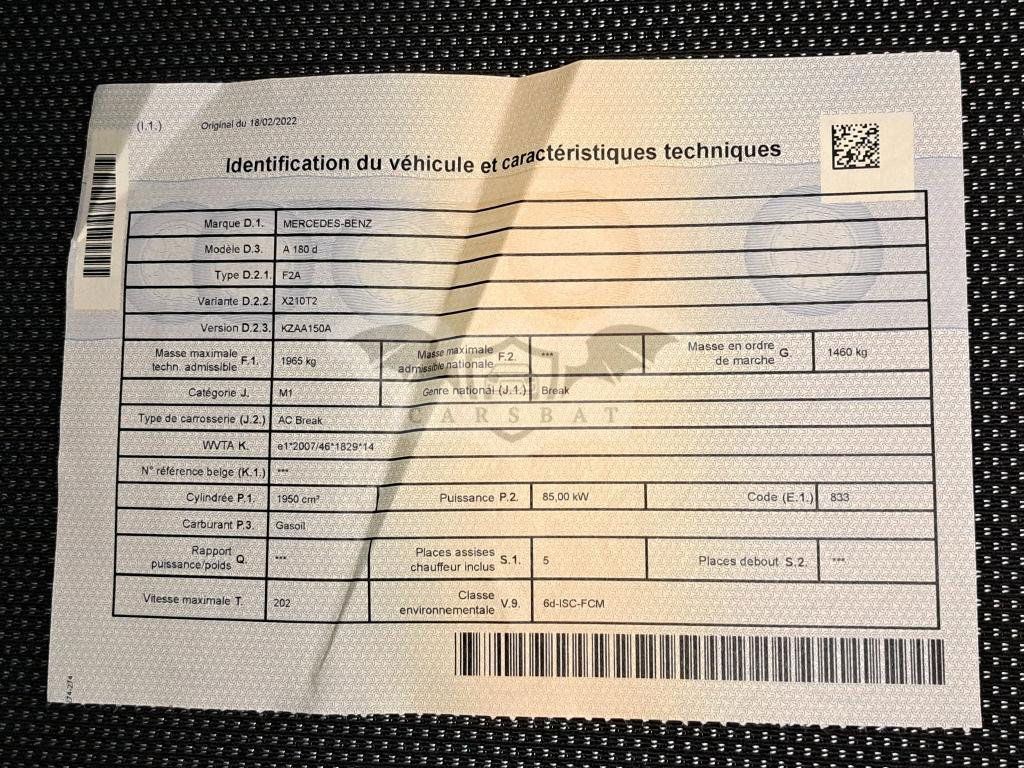 (I.1.) Original du 18/02/2022
Identification du véhicule et caractéristiques techniques
Marque D.1. MERCEDES-BENZ
Modèle D.3. A 180 d
Type D.2.1. F2A
Variante D.2.2. X210T2
Version D.2.3. KZAA150A
Masse maximale
techn. admissible F.1. 1965 kg
Masse maximale
admissible nationale F.2. ***
Masse en ordre
de marche G. 1460 kg
Catégorie J. M1 Genre national (J.1.) Break
Type de carrosserie (J.2.) AC Break
CARSBAT
WVTA K. e1*2007/46*1829*14
N° référence belge (K.1.) ***
Cylindrée P.1. 1950 cm³ Puissance P.2. 85,00 kW Code (E.1.) 833
Carburant P.3. Gasoil
Rapport
puissance/poids Q. ***
Places assises
chauffeur inclus S.1. 5
Places debout S.2. ***
Vitesse maximale T. 202
Classe
environnementale V.9. 6d-ISC-FCM